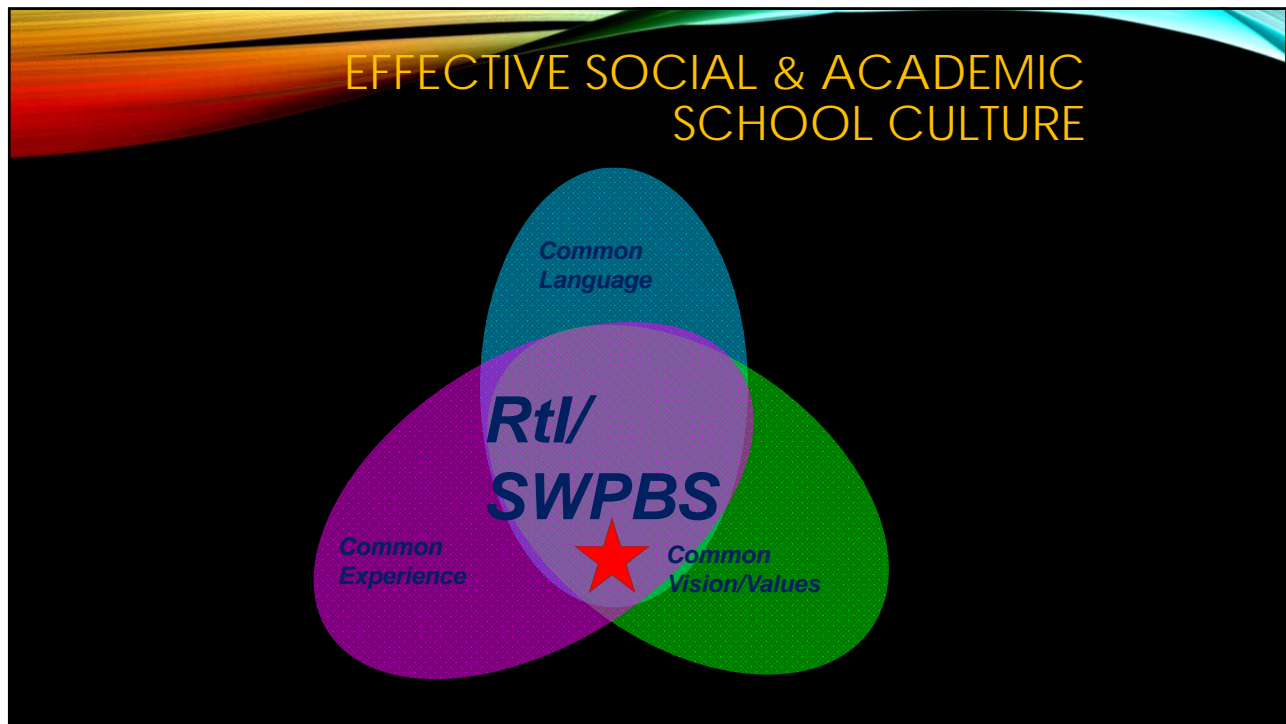 EFFECTIVE SOCIAL & ACADEMIC
SCHOOL CULTURE
Common
Language
RtI/
SWPBS
Common
Experience
Common
Vision/Values